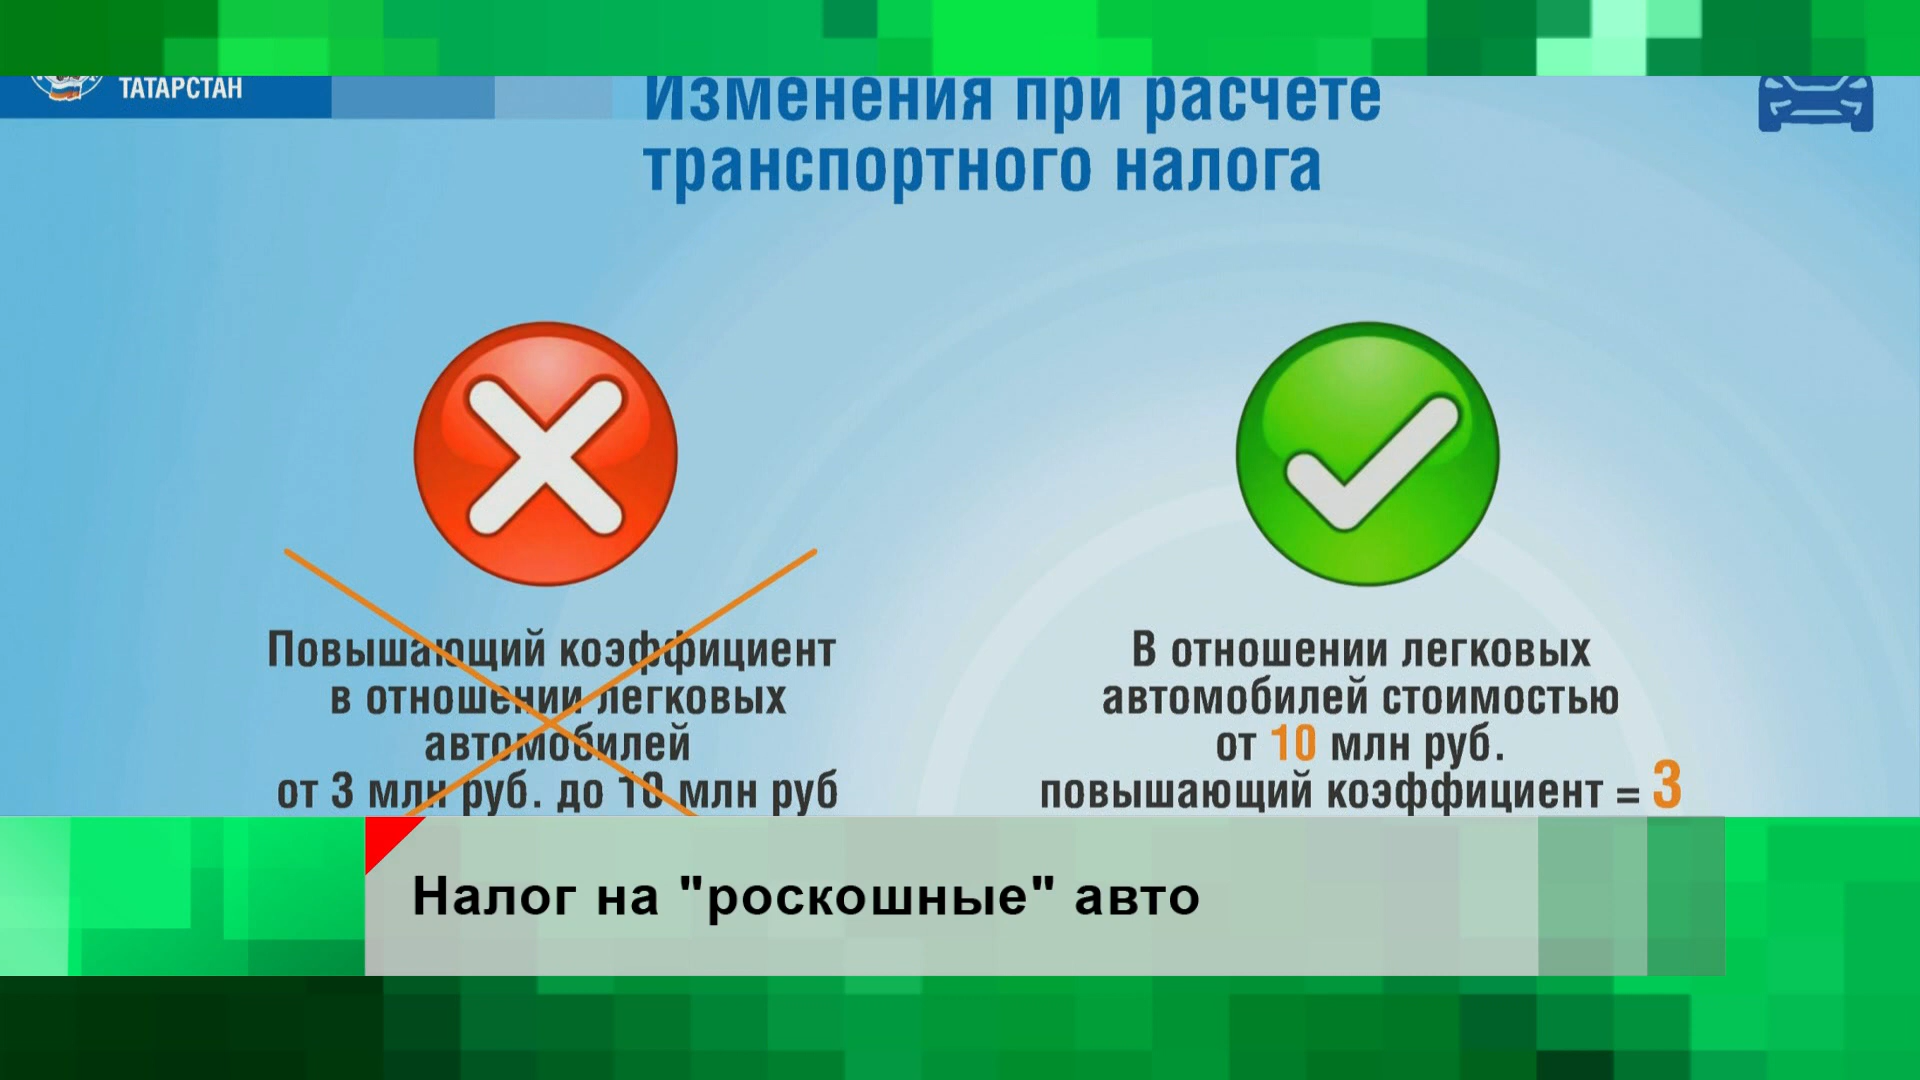 ТАТАРСТАН
Изменения при расчете
транспортного налога
Повышающий коэффициент
в отношении легковых
автомобилей
от 3 млн руб. до 10 млн руб
В отношении легковых
автомобилей стоимостью
от 10 млн руб.
повышающий коэффициент = 3
Налог на "роскошные" авто